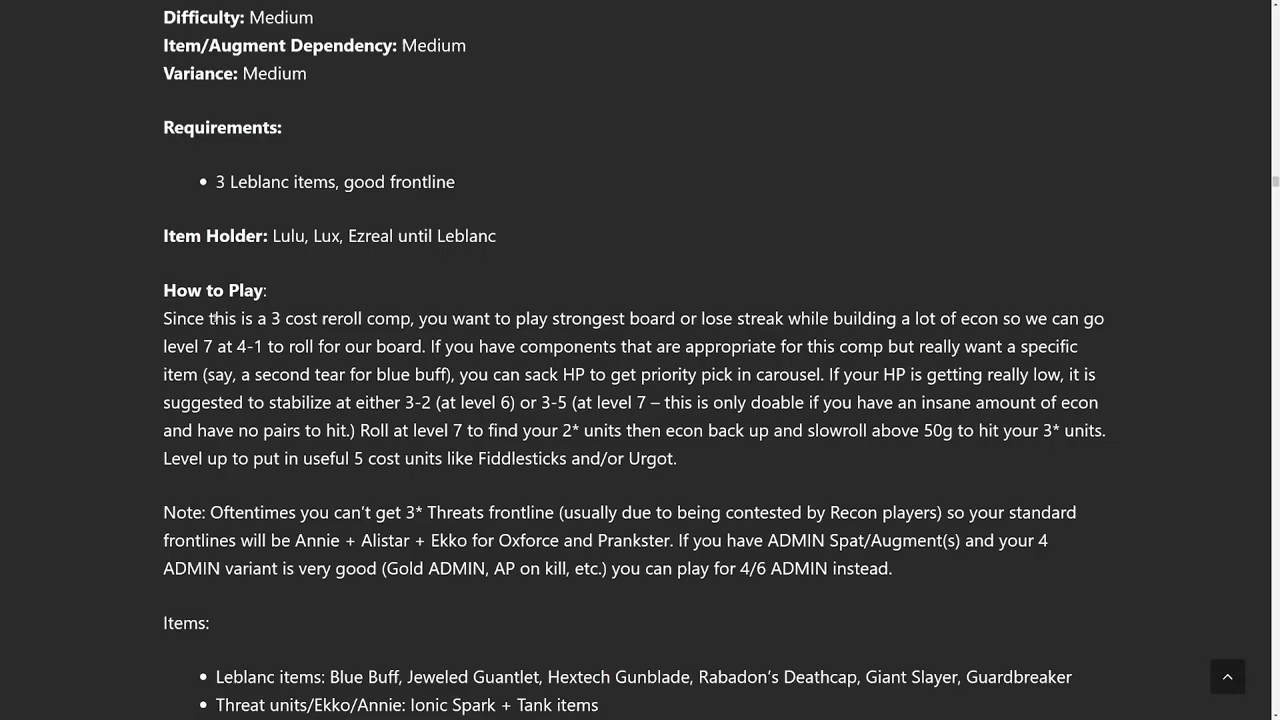 Difficulty: Medium
Item/Augment Dependency: Medium
Variance: Medium
Requirements:
• 3 Leblanc items, good frontline
Item Holder: Lulu, Lux, Ezreal until Leblanc
How to Play:
Since this is a 3 cost reroll comp, you want to play strongest board or lose streak while building a lot of econ so we can go
level 7 at 4-1 to roll for our board. If you have components that are appropriate for this comp but really want a specific
item (say, a second tear for blue buff), you can sack HP to get priority pick in carousel. If your HP is getting really low, it is
suggested to stabilize at either 3-2 (at level 6) or 3-5 (at level 7 – this is only doable if you have an insane amount of econ
and have no pairs to hit.) Roll at level 7 to find your 2* units then econ back up and slowroll above 50g to hit your 3* units.
Level up to put in useful 5 cost units like Fiddlesticks and/or Urgot.
Note: Oftentimes you can’t get 3* Threats frontline (usually due to being contested by Recon players) so your standard
frontlines will be Annie + Alistar + Ekko for Oxforce and Prankster. If you have ADMIN Spat/Augment(s) and your 4
ADMIN variant is very good (Gold ADMIN, AP on kill, etc.) you can play for 4/6 ADMIN instead.
Items:
• Leblanc items: Blue Buff, Jeweled Guantlet, Hextech Gunblade, Rabadon’s Deathcap, Giant Slayer, Guardbreaker
• Threat units/Ekko/Annie: Ionic Spark + Tank items